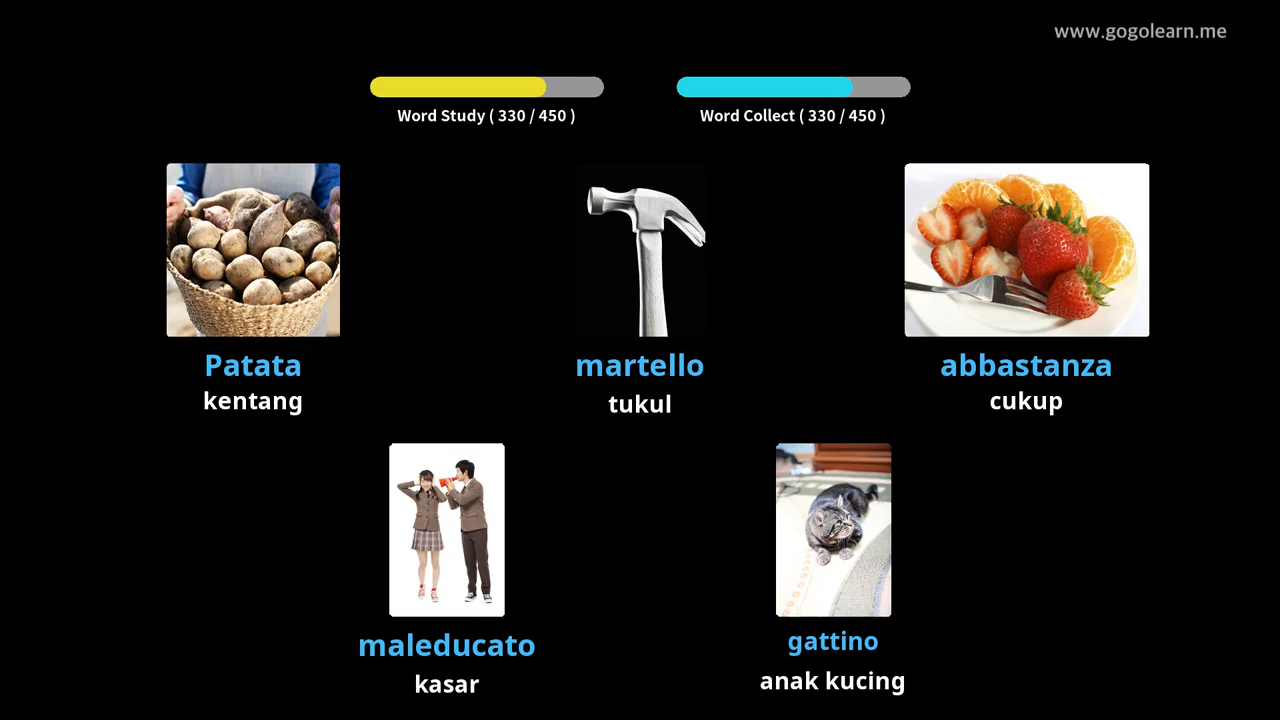 www.gogolearn.me
Word Study ( 330 / 450 )
Word Collect ( 330 / 450 )
Patata
kentang
martello
tukul
abbastanza
cukup
maleducato
kasar
gattino
anak kucing